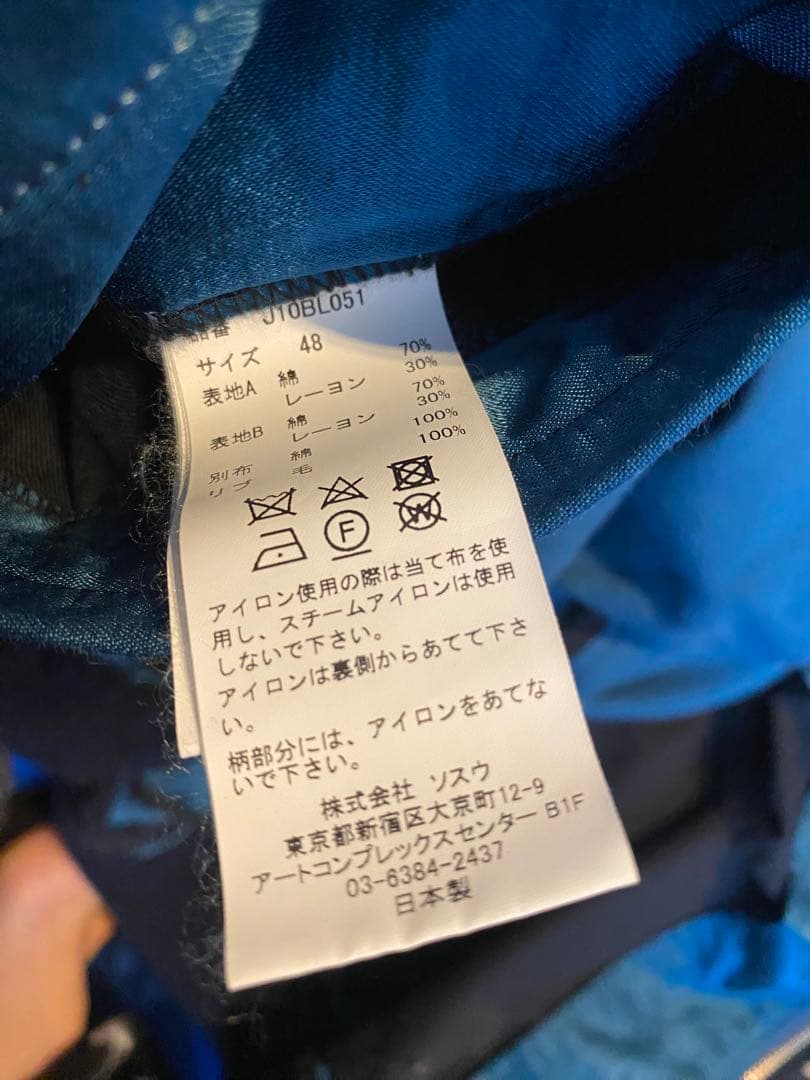 品番 J10BL051
サイズ 48
表地A 綿 70%
レーヨン 30%
表地B 綿 70%
レーヨン 30%
別布 綿 100%
リブ 毛 100%
F W
アイロン使用の際は当て布を使
用し、スチームアイロンは使用
しないで下さい。
アイロンは裏側からあてて下さ
い。
柄部分には、アイロンをあてな
いで下さい。
株式会社 ソスウ
東京都新宿区大京町12-9
アートコンプレックスセンター B1F
03-6384-2437
日本製